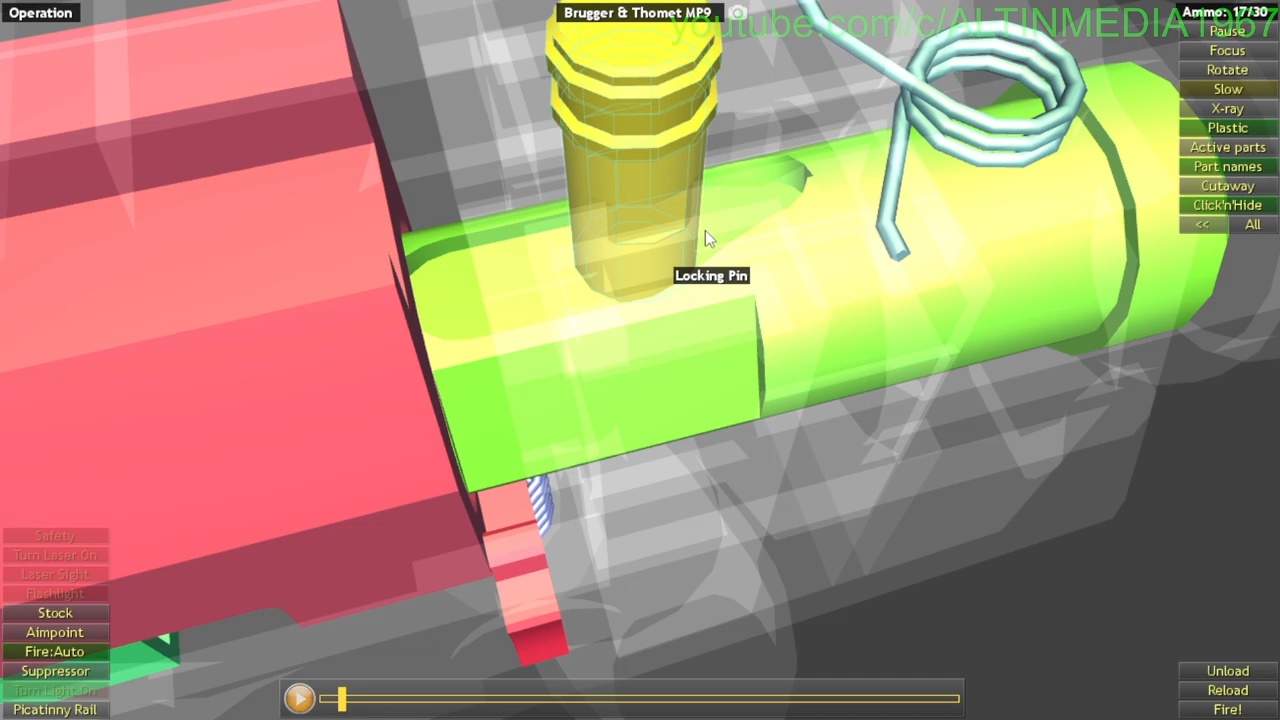 Operation
Brugger & Thomet MP9
youtube.com/c/ALTINMEDIA1967
Ammo: 17/30
Pause
Focus
Rotate
Slow
X-ray
Plastic
Active parts
Part names
Cutaway
Click'n'Hide
<< All
Locking Pin
Safety
Turn Laser On
Laser Sight
Flashlight
Stock
Aimpoint
Fire:Auto
Suppressor
Turn Light On
Picatinny Rail
Unload
Reload
Fire!